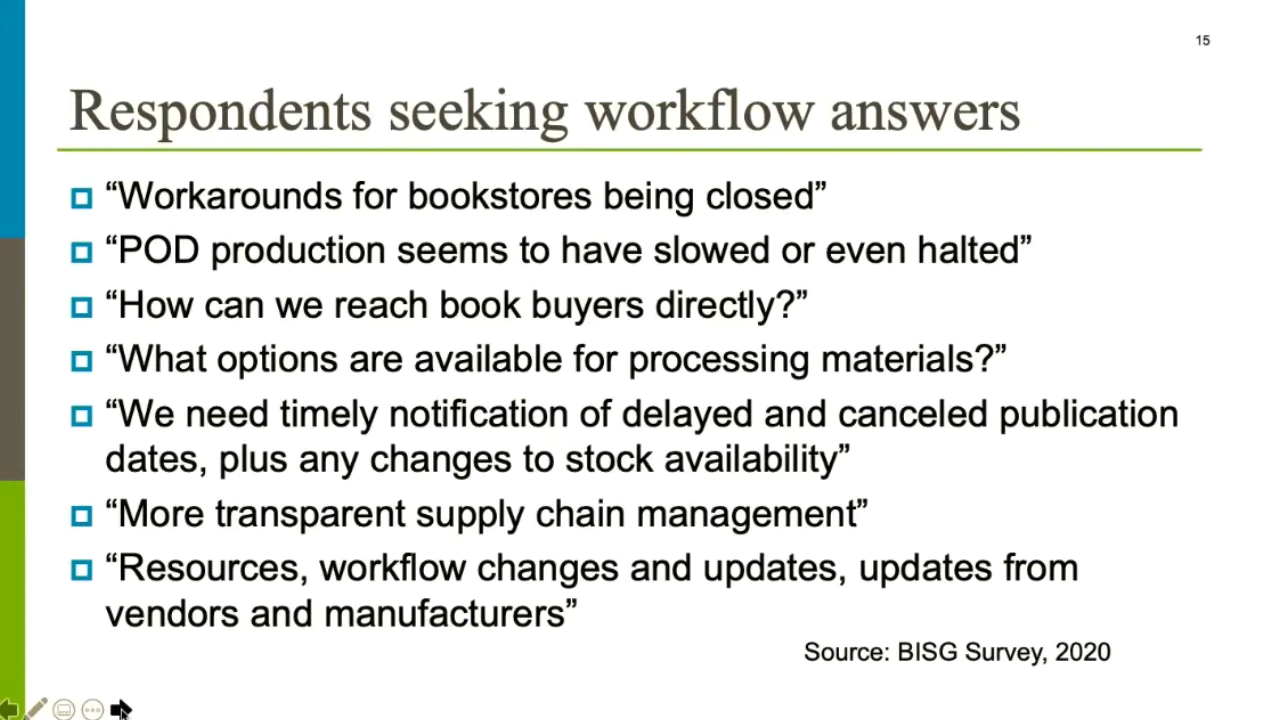 15
Respondents seeking workflow answers
“Workarounds for bookstores being closed”
“POD production seems to have slowed or even halted”
“How can we reach book buyers directly?”
“What options are available for processing materials?”
“We need timely notification of delayed and canceled publication
dates, plus any changes to stock availability”
“More transparent supply chain management”
“Resources, workflow changes and updates, updates from
vendors and manufacturers”
Source: BISG Survey, 2020